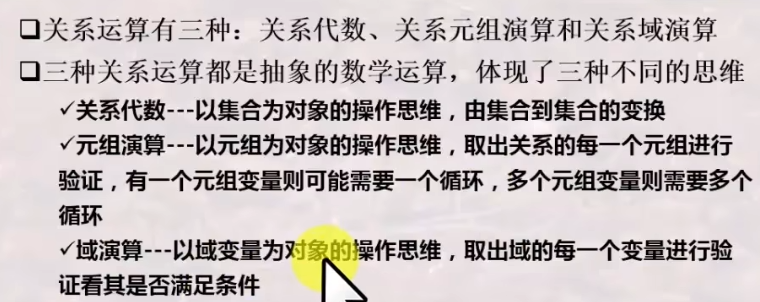 ❑关系运算有三种：关系代数、关系元组演算和关系域演算
❑三种关系运算都是抽象的数学运算，体现了三种不同的思维
✓关系代数---以集合为对象的操作思维，由集合到集合的变换
✓元组演算---以元组为对象的操作思维，取出关系的每一个元组进行
验证，有一个元组变量则可能需要一个循环，多个元组变量则需要多个
循环
✓域演算---以域变量为对象的操作思维，取出域的每一个变量进行验
证看其是否满足条件